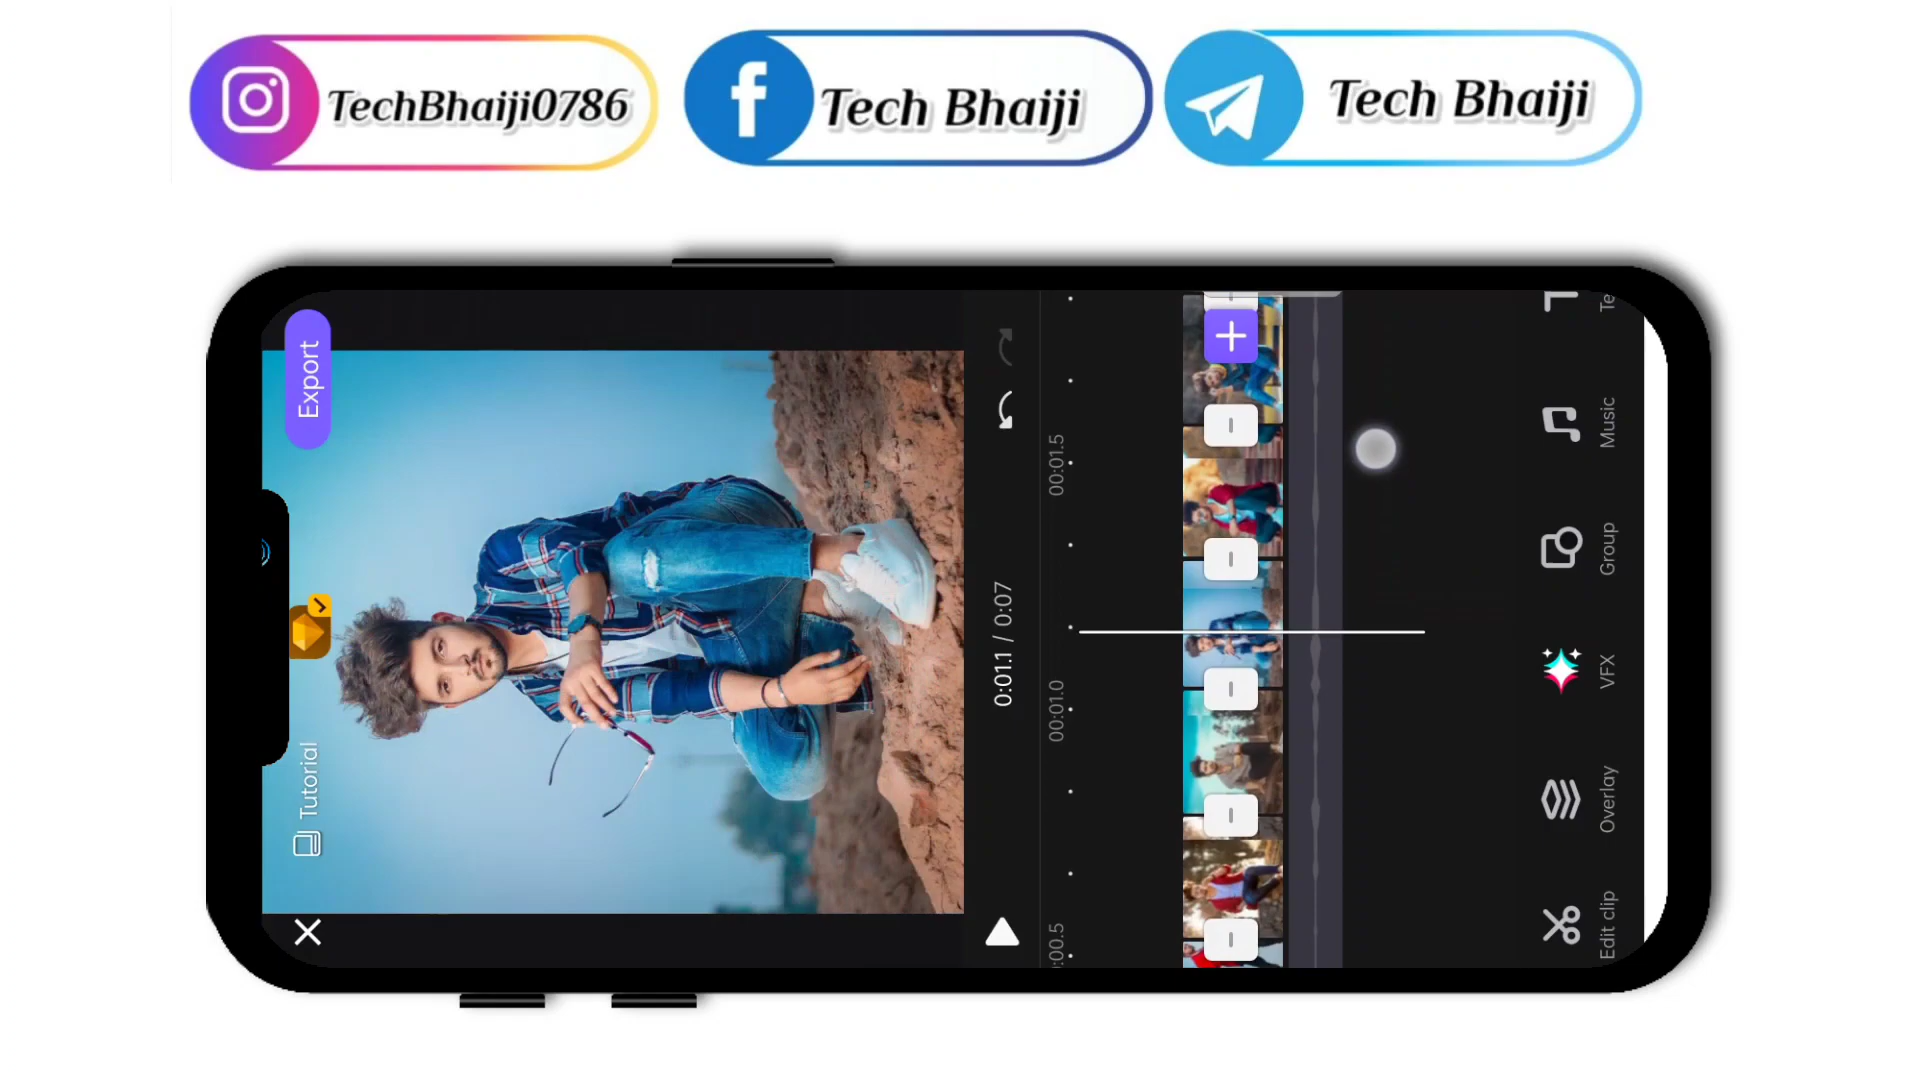 TechBhaiji0786
Tech Bhaiji
Tech Bhaiji
Export
Tutorial
0:01.1 / 0:07
00:01.5
00:01.0
:00.5
Te
Music
Group
VFX
Overlay
Edit clip